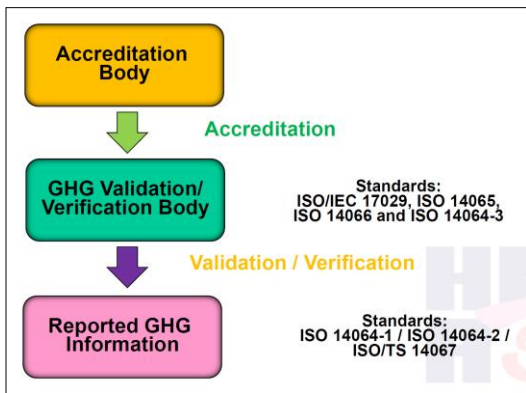 Accreditation
Body
Accreditation
GHG Validation/
Verification Body
Standards:
ISO/IEC 17029, ISO 14065,
ISO 14066 and ISO 14064-3
Validation / Verification
Reported GHG
Information
Standards:
ISO 14064-1 / ISO 14064-2 /
ISO/TS 14067